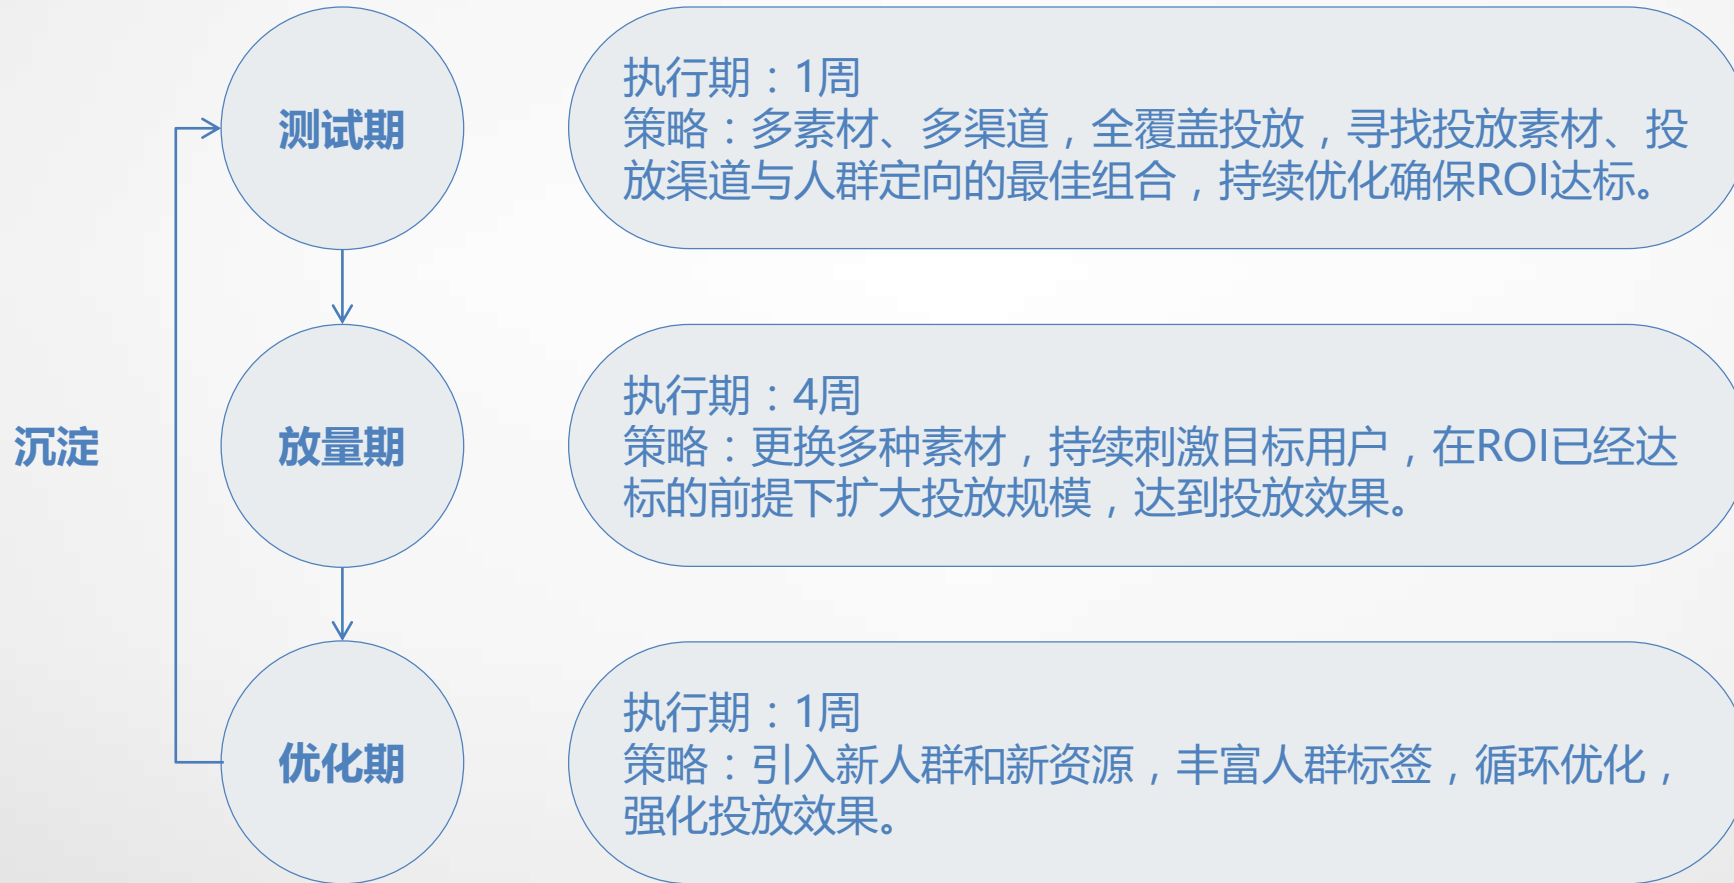 测试期
执行期：1周
策略：多素材、多渠道，全覆盖投放，寻找投放素材、投
放渠道与人群定向的最佳组合，持续优化确保ROI达标。
沉淀
放量期
执行期：4周
策略：更换多种素材，持续刺激目标用户，在ROI已经达
标的前提下扩大投放规模，达到投放效果。
优化期
执行期：1周
策略：引入新人群和新资源，丰富人群标签，循环优化，
强化投放效果。